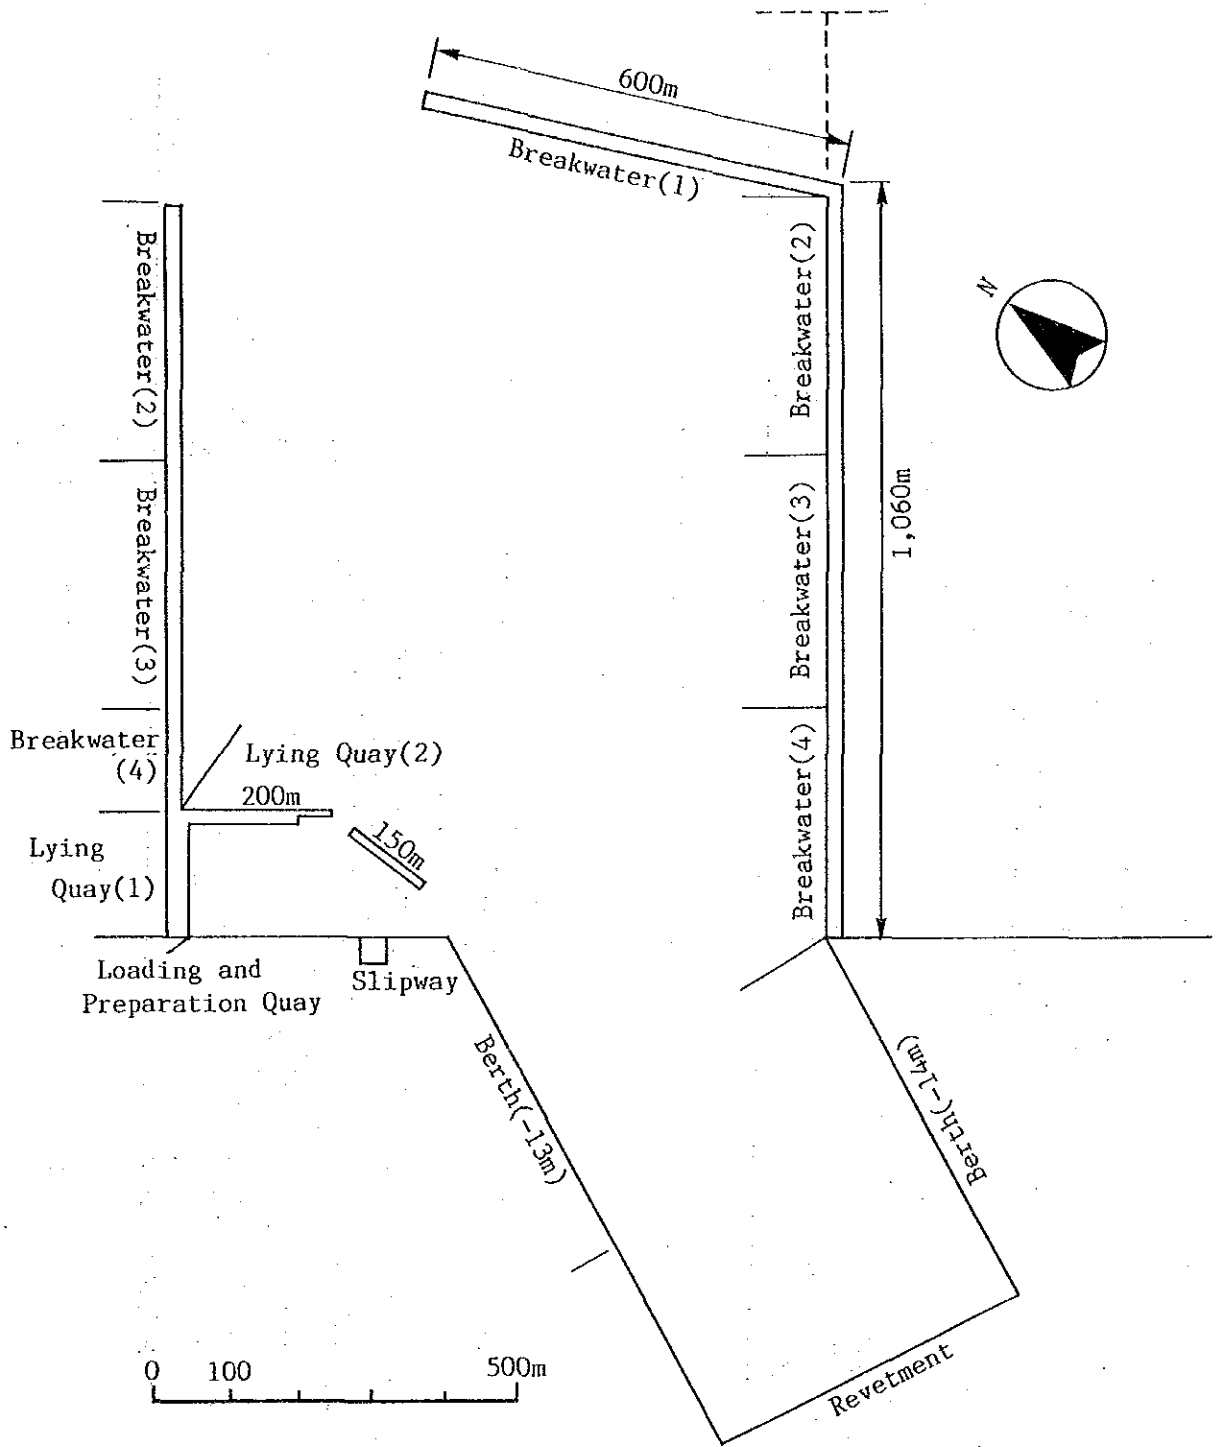 600m
Breakwater(1)
Breakwater(2)
Breakwater(2)
N
Breakwater(3)
Breakwater(3)
1,060m
Breakwater
(4)
Lying Quay(2)
200m
Breakwater(4)
150m
Lying
Quay(1)
Loading and
Preparation Quay
Slipway
Berth(-13m)
Berth(-14m)
0 100 500m
Revetment